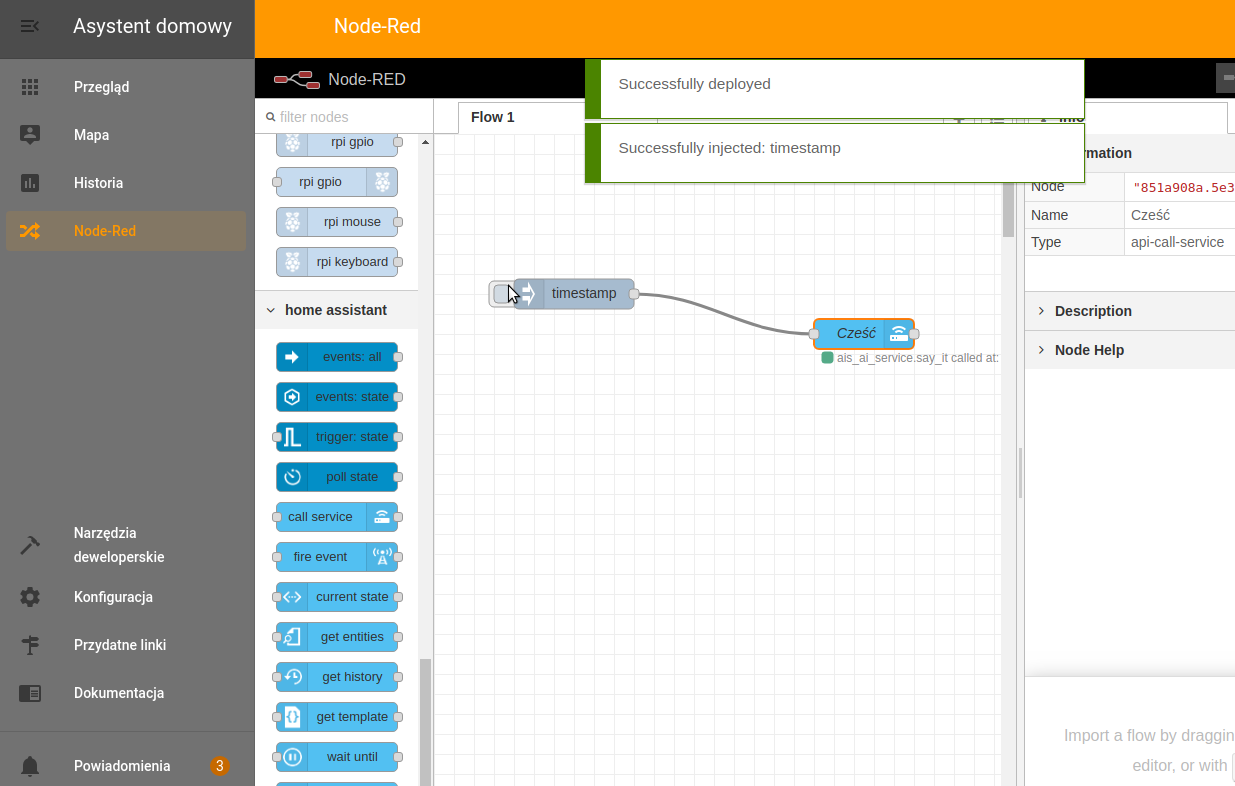 Asystent domowy
Przegląd
Mapa
Historia
Node-Red
Narzędzia
deweloperskie
Konfiguracja
Przydatne linki
Dokumentacja
Powiadomienia
3
Node-Red
Node-RED
Successfully deployed
Successfully injected: timestamp
filter nodes
rpi gpio
rpi gpio
rpi mouse
rpi keyboard
home assistant
events: all
events: state
trigger: state
poll state
call service
fire event
current state
get entities
get history
get template
wait until
Flow 1
timestamp
Cześć
ais_ai_service.say_it called at:
Info
mation
Node "851a908a.5e3
Name Cześć
Type api-call-service
Description
Node Help
Import a flow by draggin
editor, or with